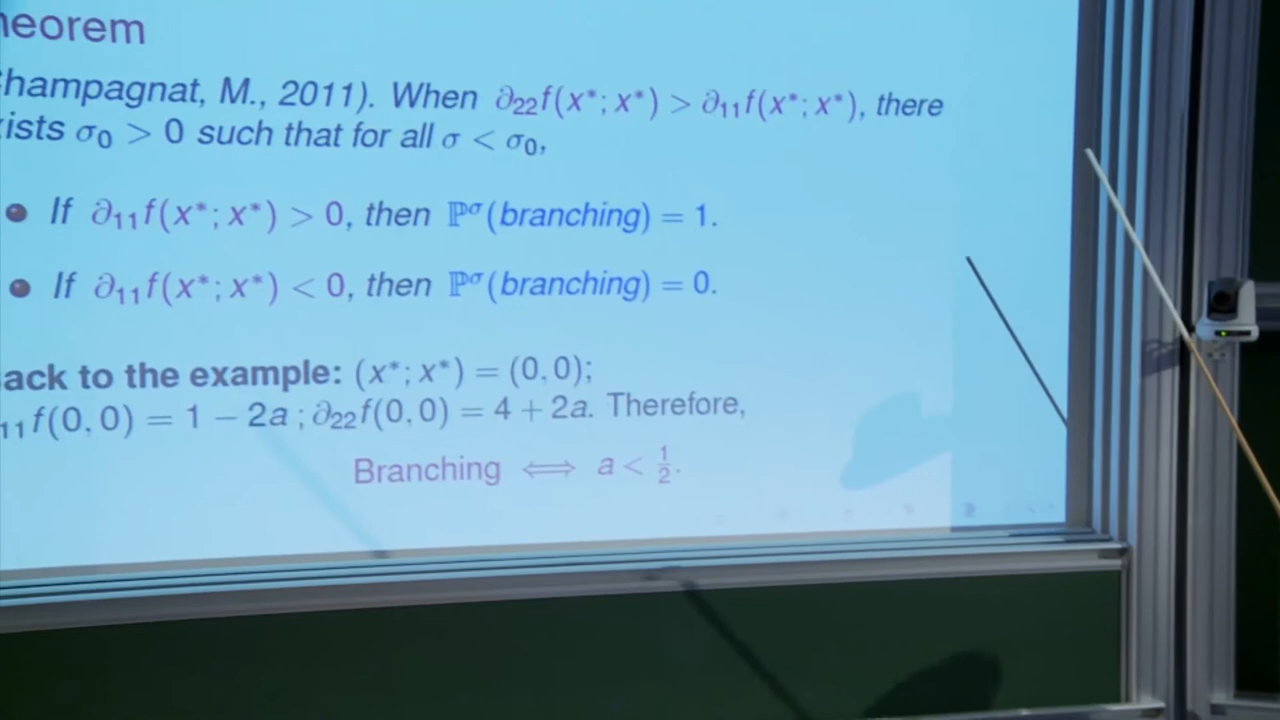 heorem
hampagnat, M., 2011). When ∂₂₂f(x*; x*) > ∂₁₁f(x*; x*), there
ists σ₀ > 0 such that for all σ < σ₀,
• If ∂₁₁f(x*; x*) > 0, then ℙ^σ(branching) = 1.
• If ∂₁₁f(x*; x*) < 0, then ℙ^σ(branching) = 0.
ack to the example: (x*; x*) = (0, 0);
₁₁f(0, 0) = 1 − 2a ; ∂₂₂f(0, 0) = 4 + 2a. Therefore,
Branching ⟺ a < 1/2.